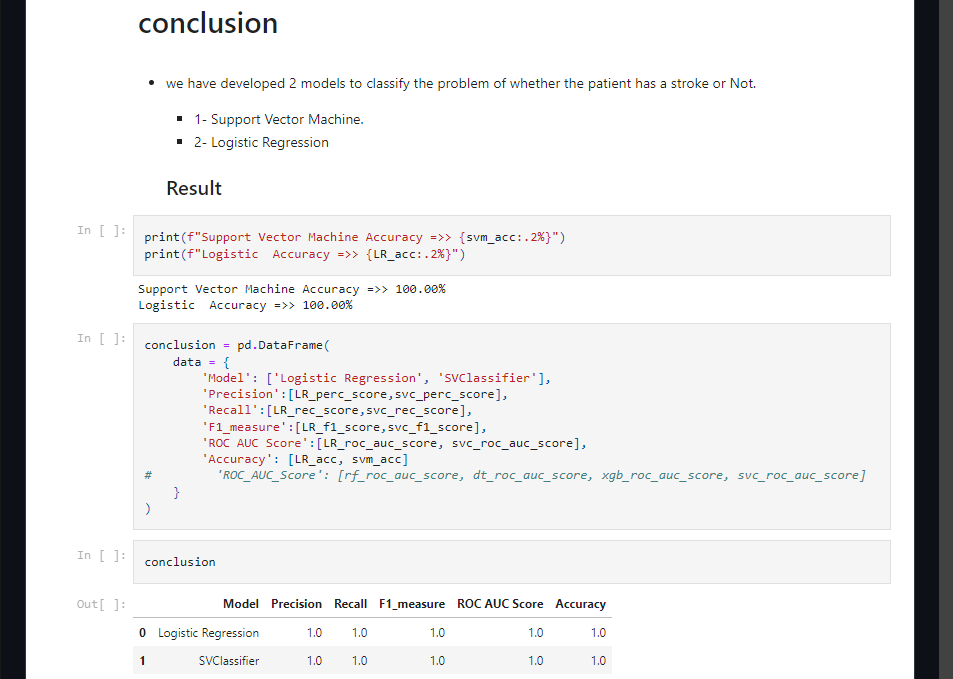 conclusion
• we have developed 2 models to classify the problem of whether the patient has a stroke or Not.
▪ 1- Support Vector Machine.
▪ 2- Logistic Regression
Result
In [ ]:
print(f"Support Vector Machine Accuracy =>> {svm_acc:.2%}")
print(f"Logistic  Accuracy =>> {LR_acc:.2%}")
Support Vector Machine Accuracy =>> 100.00%
Logistic  Accuracy =>> 100.00%
In [ ]:
conclusion = pd.DataFrame(
    data = {
        'Model': ['Logistic Regression', 'SVClassifier'],
        'Precision':[LR_perc_score,svc_perc_score],
        'Recall':[LR_rec_score,svc_rec_score],
        'F1_measure':[LR_f1_score,svc_f1_score],
        'ROC AUC Score':[LR_roc_auc_score, svc_roc_auc_score],
        'Accuracy': [LR_acc, svm_acc]
#         'ROC_AUC_Score': [rf_roc_auc_score, dt_roc_auc_score, xgb_roc_auc_score, svc_roc_auc_score]
    }
)
In [ ]:
conclusion
Out[ ]:
Model Precision Recall F1_measure ROC AUC Score Accuracy
0 Logistic Regression 1.0 1.0 1.0 1.0 1.0
1 SVClassifier 1.0 1.0 1.0 1.0 1.0